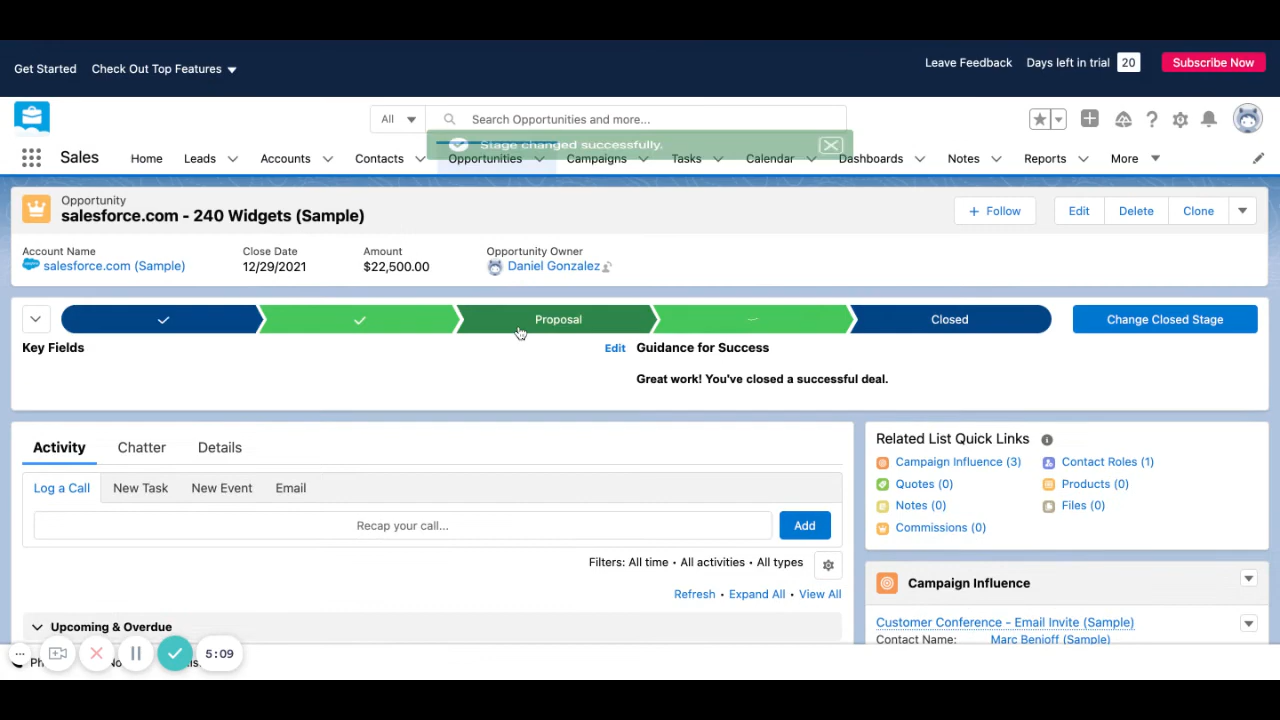 Get Started Check Out Top Features Leave Feedback Days left in trial 20 Subscribe Now
All Search Opportunities and more...
Stage changed successfully.
Sales Home Leads Accounts Contacts Opportunities Campaigns Tasks Calendar Dashboards Notes Reports More
Opportunity
salesforce.com - 240 Widgets (Sample)
+ Follow Edit Delete Clone
Account Name Close Date Amount Opportunity Owner
salesforce.com (Sample) 12/29/2021 $22,500.00 Daniel Gonzalez
Proposal Closed Change Closed Stage
Key Fields Edit Guidance for Success
Great work! You've closed a successful deal.
Activity Chatter Details
Log a Call New Task New Event Email
Recap your call... Add
Filters: All time • All activities • All types
Refresh • Expand All • View All
Upcoming & Overdue
5:09
Related List Quick Links
Campaign Influence (3) Contact Roles (1)
Quotes (0) Products (0)
Notes (0) Files (0)
Commissions (0)
Campaign Influence
Customer Conference - Email Invite (Sample)
Contact Name: Marc Benioff (Sample)